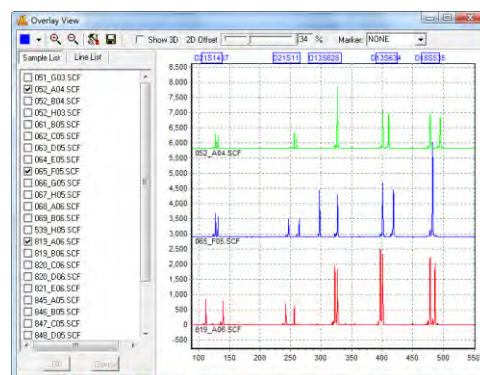 Overlay View
Show 3D 2D Offset 34 % Marker: NONE
Sample List Line List
051_G03.SCF
052_A04.SCF
052_B04.SCF
052_H03.SCF
061_B05.SCF
062_C05.SCF
063_D05.SCF
064_E05.SCF
065_F05.SCF
066_G05.SCF
067_H05.SCF
068_A06.SCF
069_B06.SCF
539_H05.SCF
819_A06.SCF
819_B06.SCF
820_C06.SCF
820_D06.SCF
821_E06.SCF
845_A05.SCF
846_B05.SCF
847_C05.SCF
848_D05.SCF
D21S11 D13S628 D13S634 D18S535
8,500
8,000
7,500
7,000
6,500
6,000
5,500
5,000
4,500
4,000
3,500
3,000
2,500
2,000
1,500
1,000
500
0
-500
052_A04.SCF
065_F05.SCF
819_A06.SCF
100 150 200 250 300 350 400 450 500 550